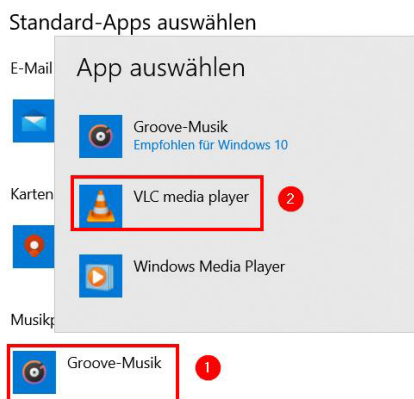 Standard-Apps auswählen
E-Mail
App auswählen
Groove-Musik
Empfohlen für Windows 10
Karten
VLC media player
2
Windows Media Player
Groove-Musik
1